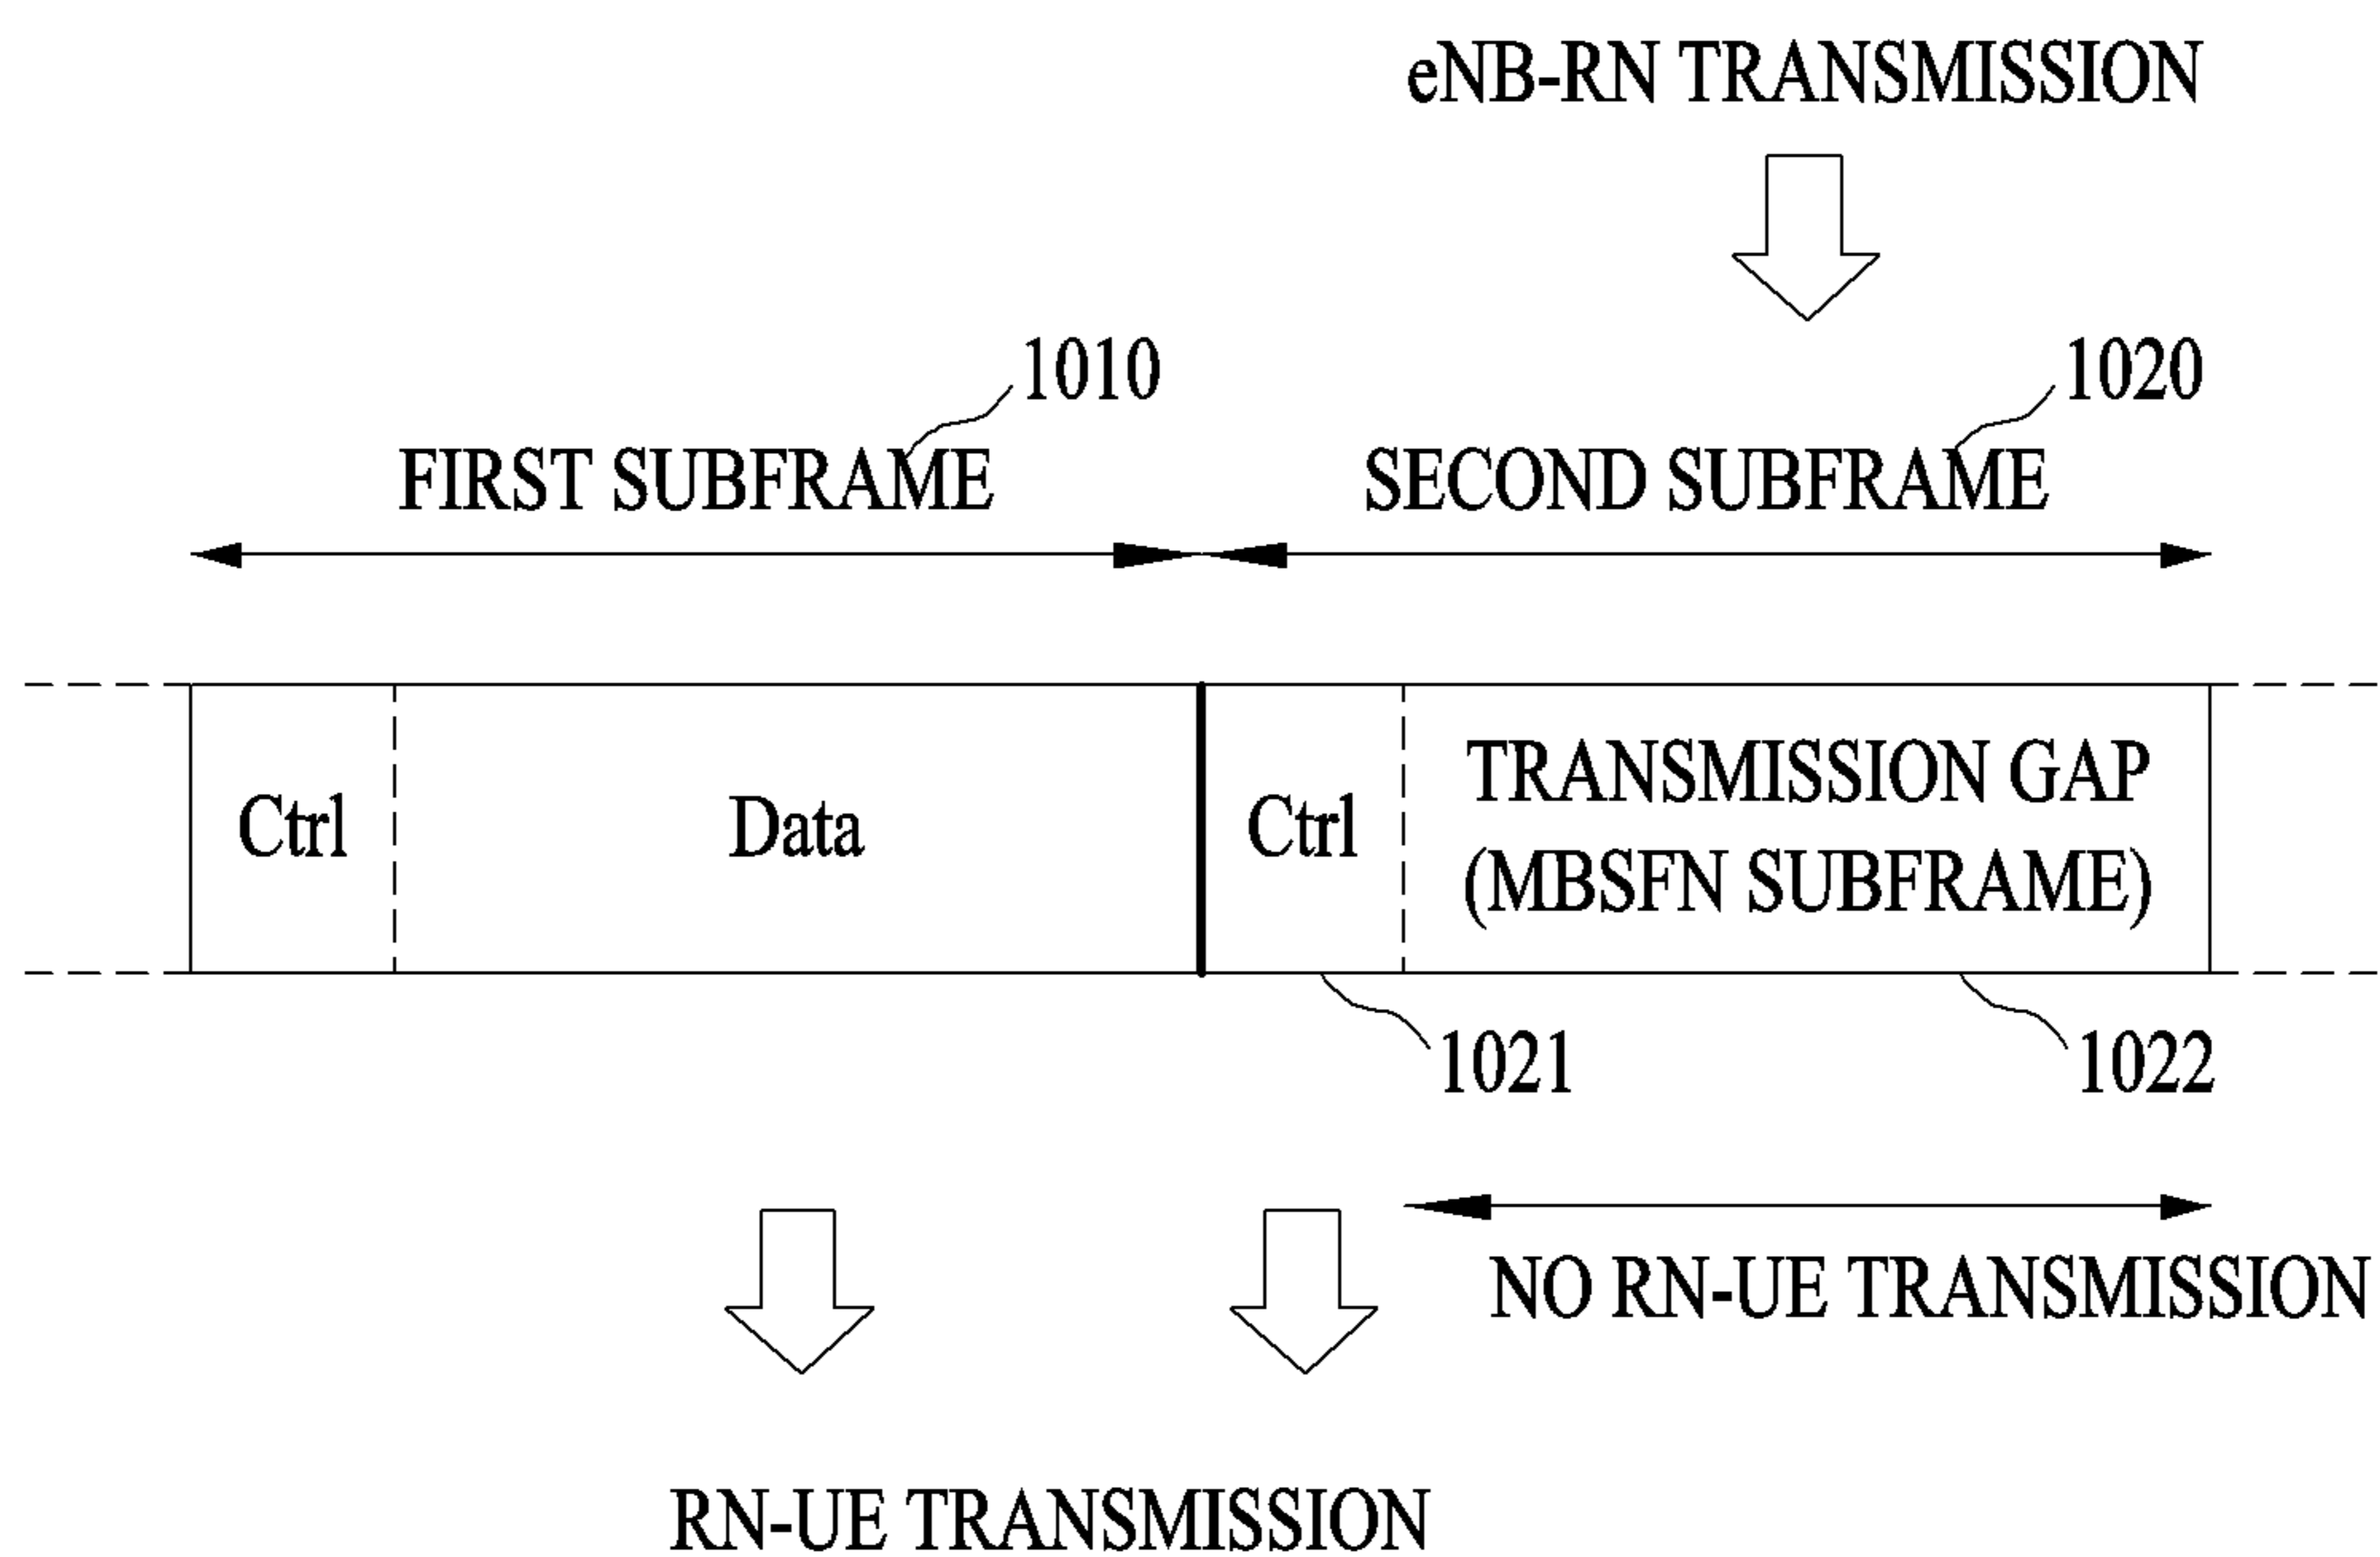 eNB-RN TRANSMISSION
1010
1020
FIRST SUBFRAME
SECOND SUBFRAME
Ctrl
Data
Ctrl
TRANSMISSION GAP
(MBSFN SUBFRAME)
1021
1022
NO RN-UE TRANSMISSION
RN-UE TRANSMISSION